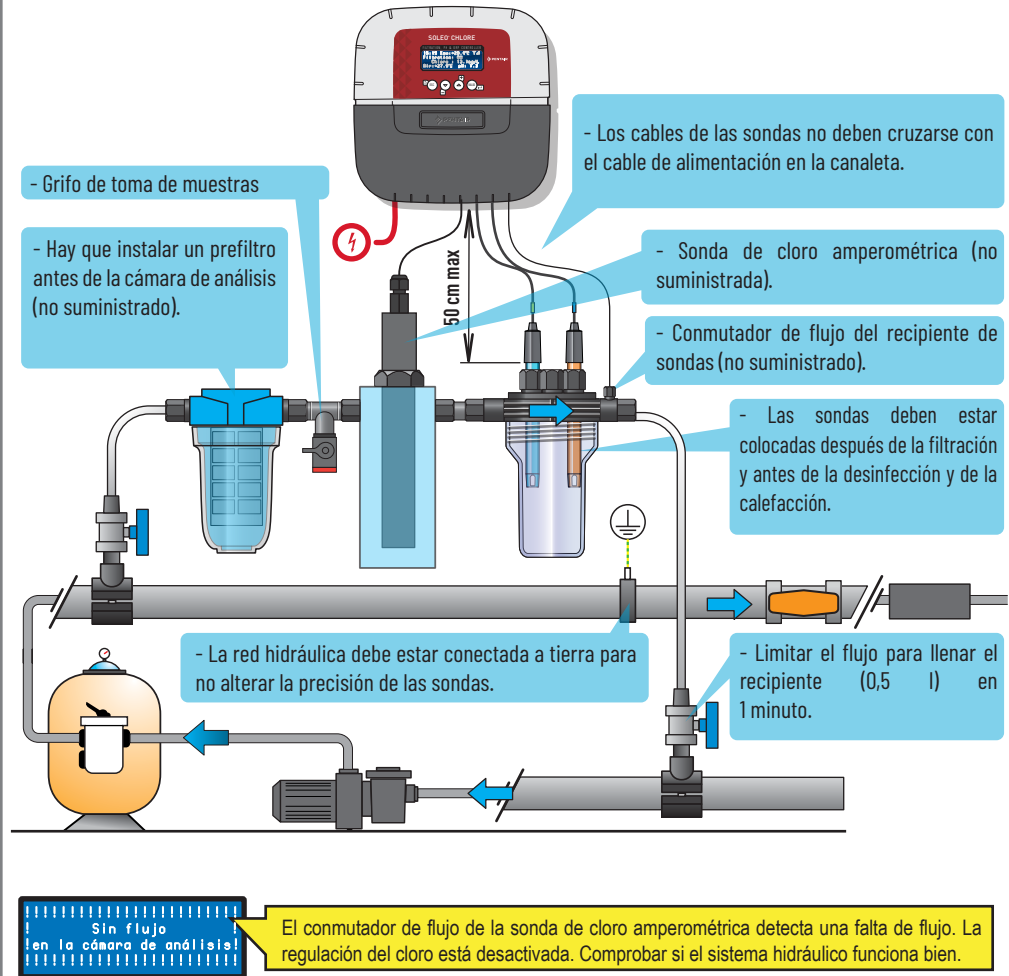 SOLEO' CHLORE
PENTAIR
- Los cables de las sondas no deben cruzarse con
el cable de alimentación en la canaleta.
- Grifo de toma de muestras
- Hay que instalar un prefiltro
antes de la cámara de análisis
(no suministrado).
50 cm max
- Sonda de cloro amperométrica (no
suministrada).
- Conmutador de flujo del recipiente de
sondas (no suministrado).
- Las sondas deben estar
colocadas después de la filtración
y antes de la desinfección y de la
calefacción.
- La red hidráulica debe estar conectada a tierra para
no alterar la precisión de las sondas.
- Limitar el flujo para llenar el
recipiente (0,5 l) en
1 minuto.
!!!!!!!!!!!!!!!!!!!!!!!
! Sin flujo !
!en la cámara de análisis!
!!!!!!!!!!!!!!!!!!!!!!!
El conmutador de flujo de la sonda de cloro amperométrica detecta una falta de flujo. La
regulación del cloro está desactivada. Comprobar si el sistema hidráulico funciona bien.